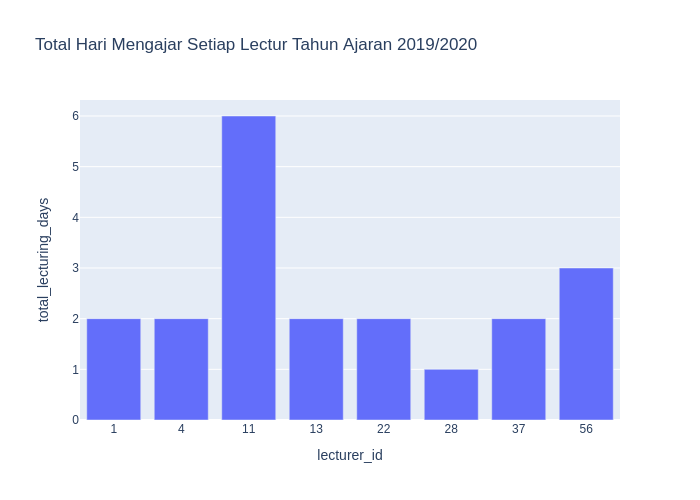 Total Hari Mengajar Setiap Lectur Tahun Ajaran 2019/2020
total_lecturing_days
6
5
4
3
2
1
0
1 4 11 13 22 28 37 56
lecturer_id